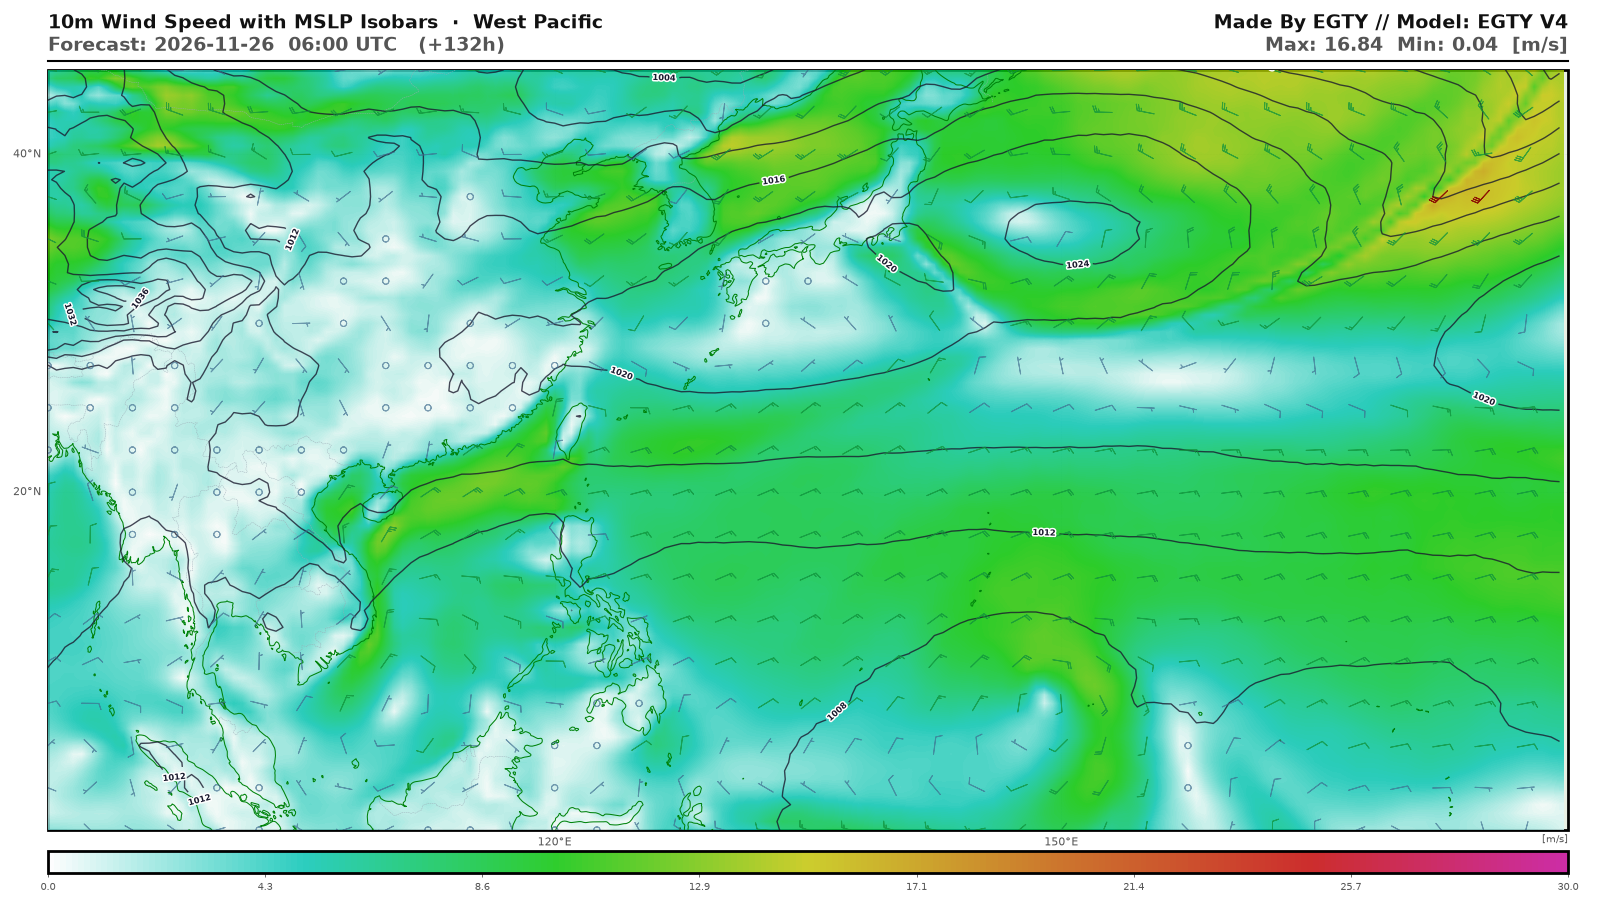 10m Wind Speed with MSLP Isobars · West Pacific
Made By EGTY // Model: EGTY V4
Forecast: 2026-11-26 06:00 UTC (+132h)
Max: 16.84 Min: 0.04 [m/s]
1004
40°N
1016
1012
1024
1020
1036
1032
1020
1020
20°N
1012
1008
1012
1012
120°E
150°E
[m/s]
0.0
4.3
8.6
12.9
17.1
21.4
25.7
30.0